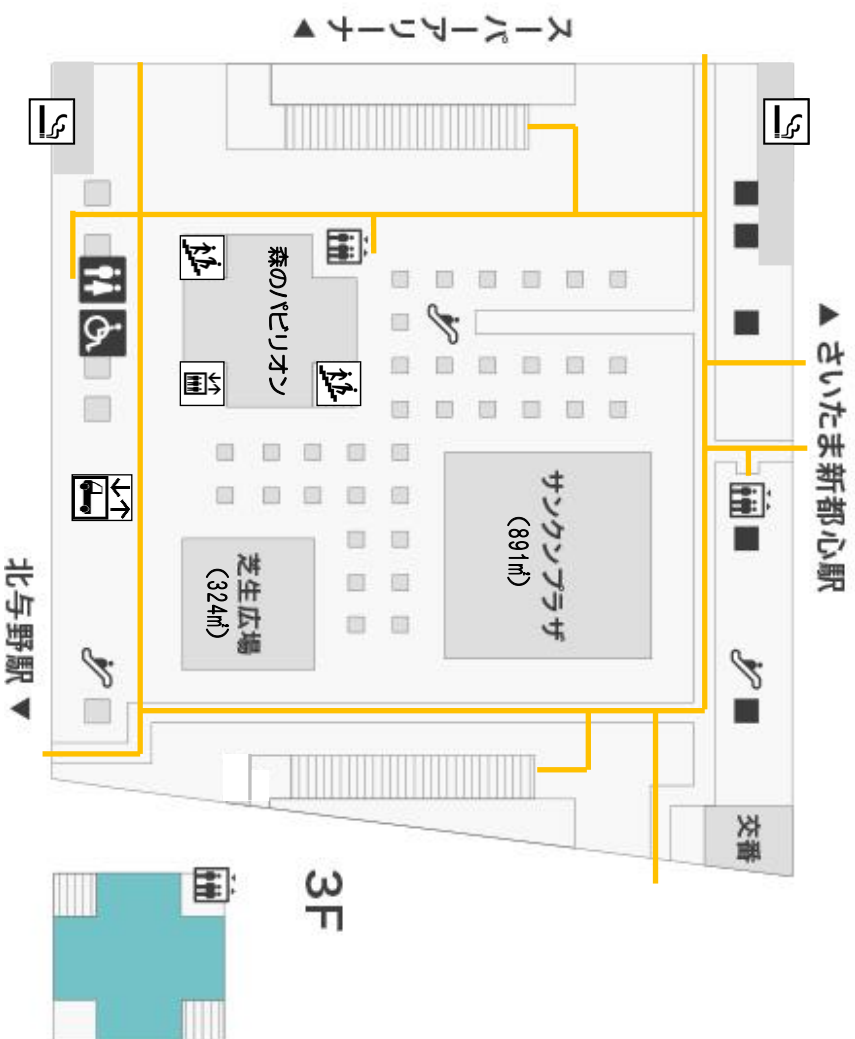 スーパーアリーナ ▶
▲ さいたま新都心駅
森のパビリオン
サンクンプラザ
(891㎡)
芝生広場
(324㎡)
北与野駅 ▼
交番
3F